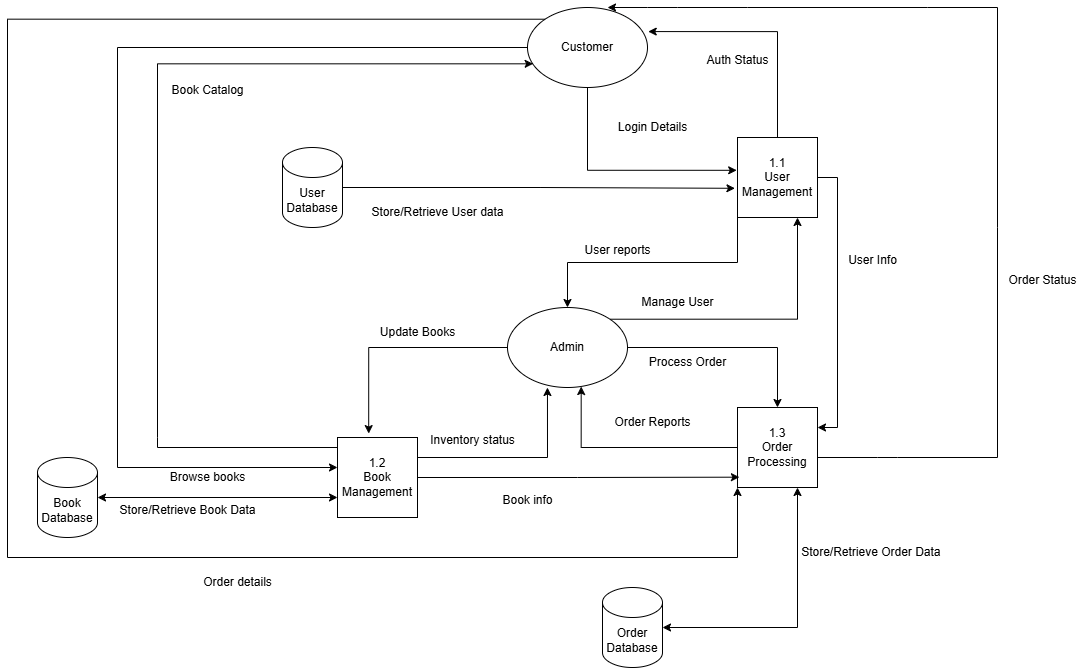 Customer
Auth Status
Book Catalog
Login Details
1.1
User
Management
User
Database
Store/Retrieve User data
User reports
User Info
Order Status
Manage User
Update Books
Admin
Process Order
Order Reports
1.3
Order
Processing
Inventory status
1.2
Book
Management
Browse books
Book
Database
Store/Retrieve Book Data
Book info
Store/Retrieve Order Data
Order details
Order
Database